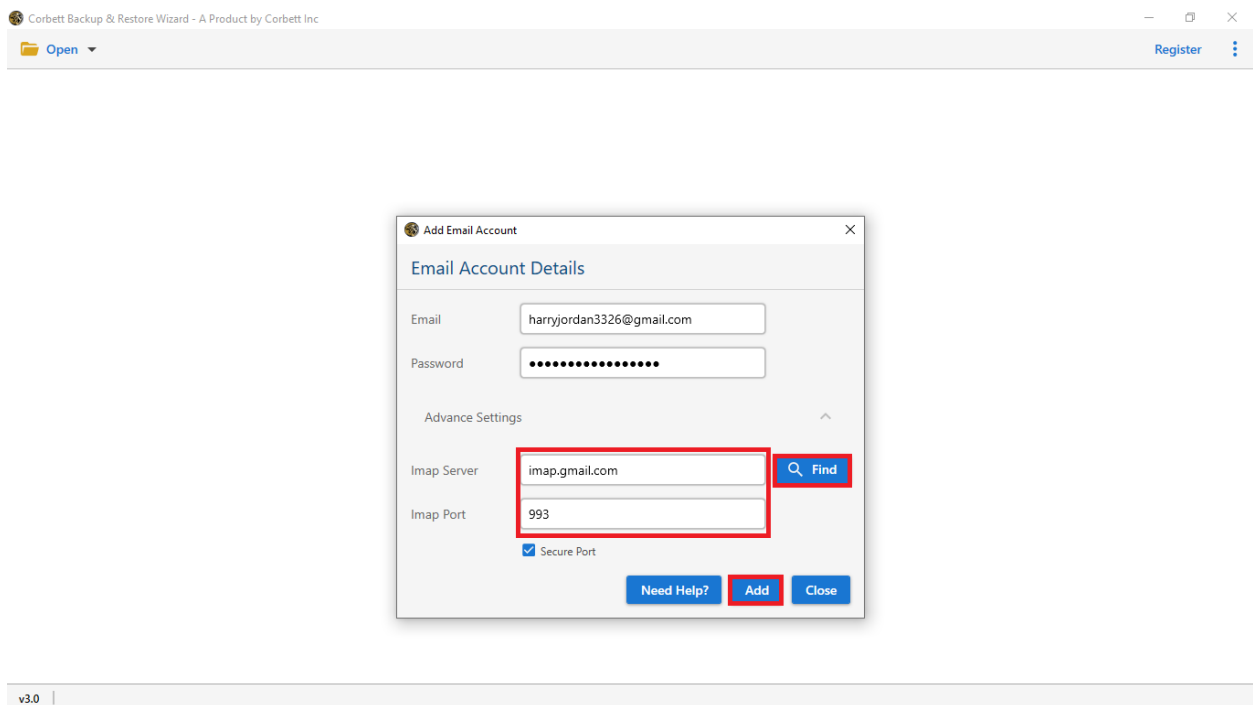 Corbett Backup & Restore Wizard - A Product by Corbett Inc
Open
Register
Add Email Account
Email Account Details
Email harryjordan3326@gmail.com
Password •••••••••••••••••
Advance Settings
Imap Server imap.gmail.com Find
Imap Port 993
Secure Port
Need Help? Add Close
v3.0